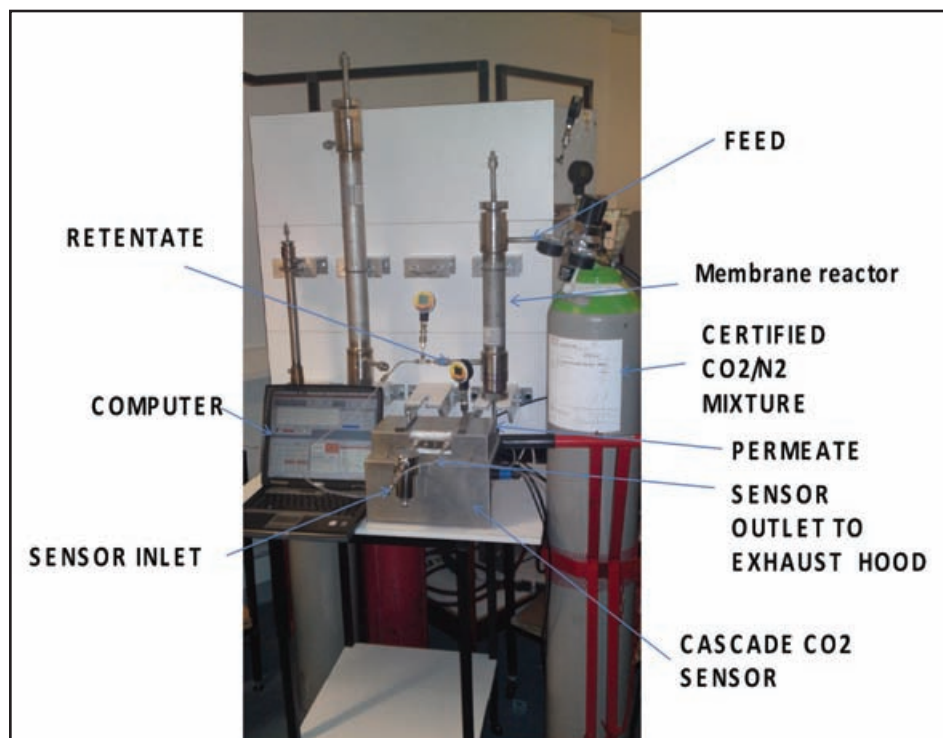 FEED
RETENTATE
Membrane reactor
CERTIFIED
CO2/N2
MIXTURE
COMPUTER
PERMEATE
SENSOR
OUTLET TO
EXHAUST HOOD
SENSOR INLET
CASCADE CO2
SENSOR